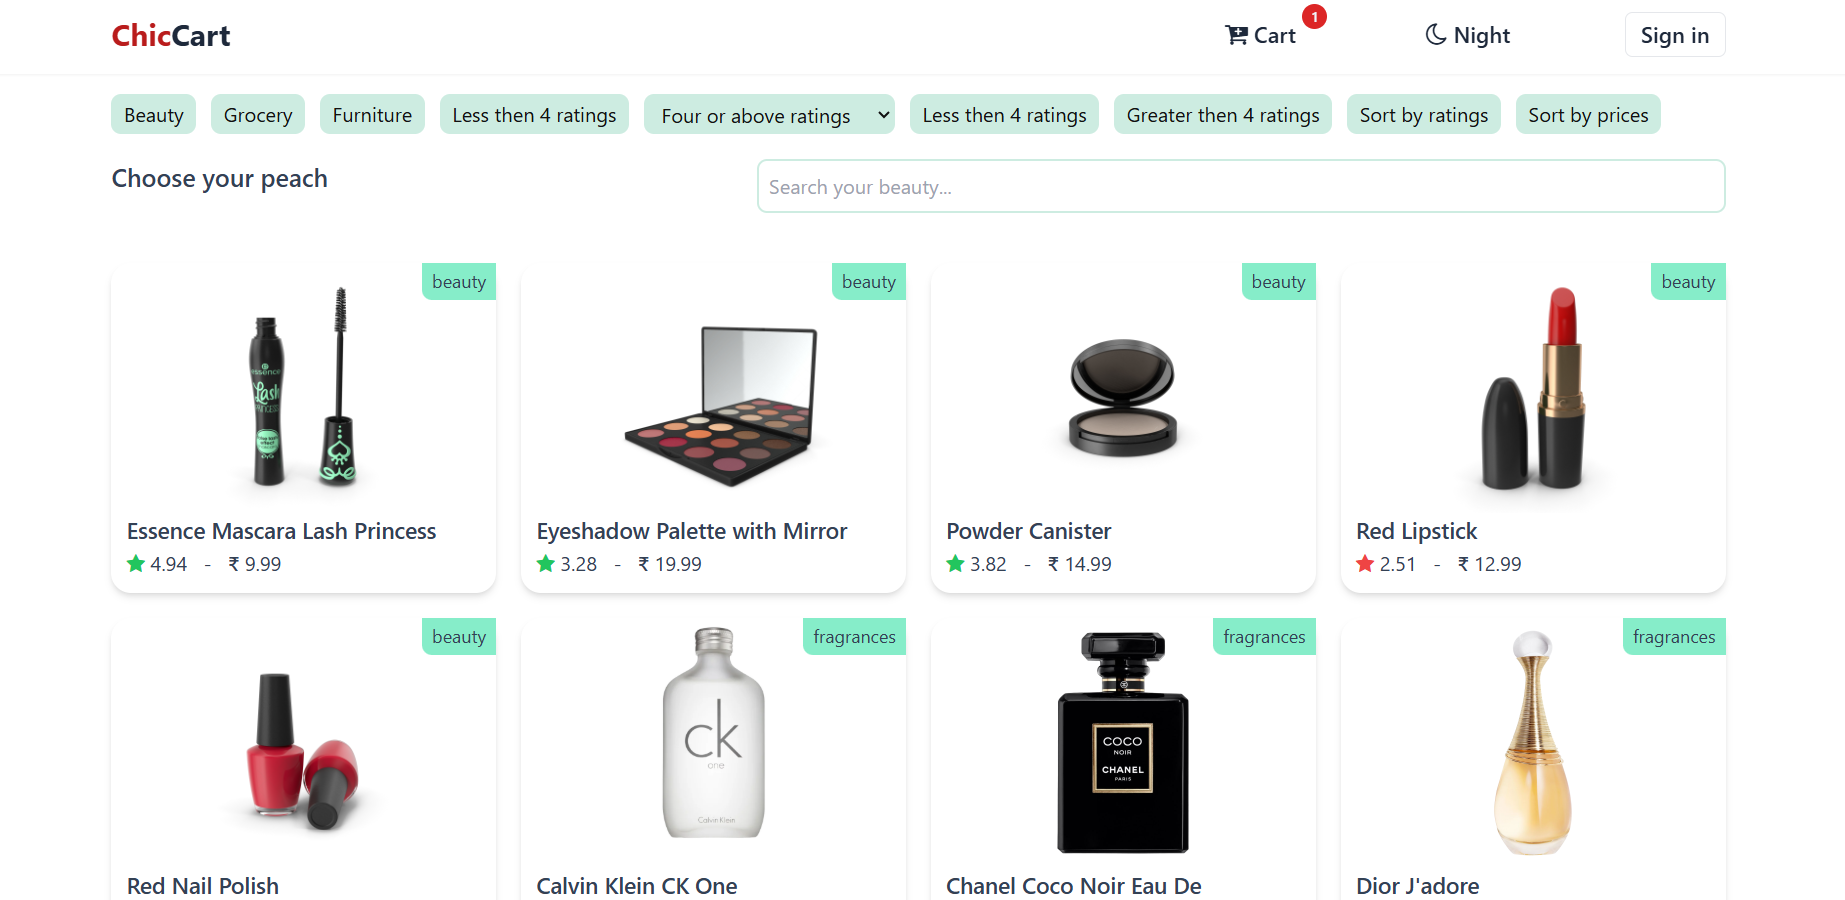 ChicCart
Cart
1
Night
Sign in
Beauty
Grocery
Furniture
Less then 4 ratings
Four or above ratings
Less then 4 ratings
Greater then 4 ratings
Sort by ratings
Sort by prices
Choose your peach
Search your beauty...
beauty
essence
Lash
PRINCESS
Essence Mascara Lash Princess
4.94 - ₹ 9.99
beauty
Eyeshadow Palette with Mirror
3.28 - ₹ 19.99
beauty
Powder Canister
3.82 - ₹ 14.99
beauty
Red Lipstick
2.51 - ₹ 12.99
beauty
Red Nail Polish
fragrances
ck
one
Calvin Klein
Calvin Klein CK One
fragrances
COCO
NOIR
CHANEL
PARIS
Chanel Coco Noir Eau De
fragrances
Dior J'adore